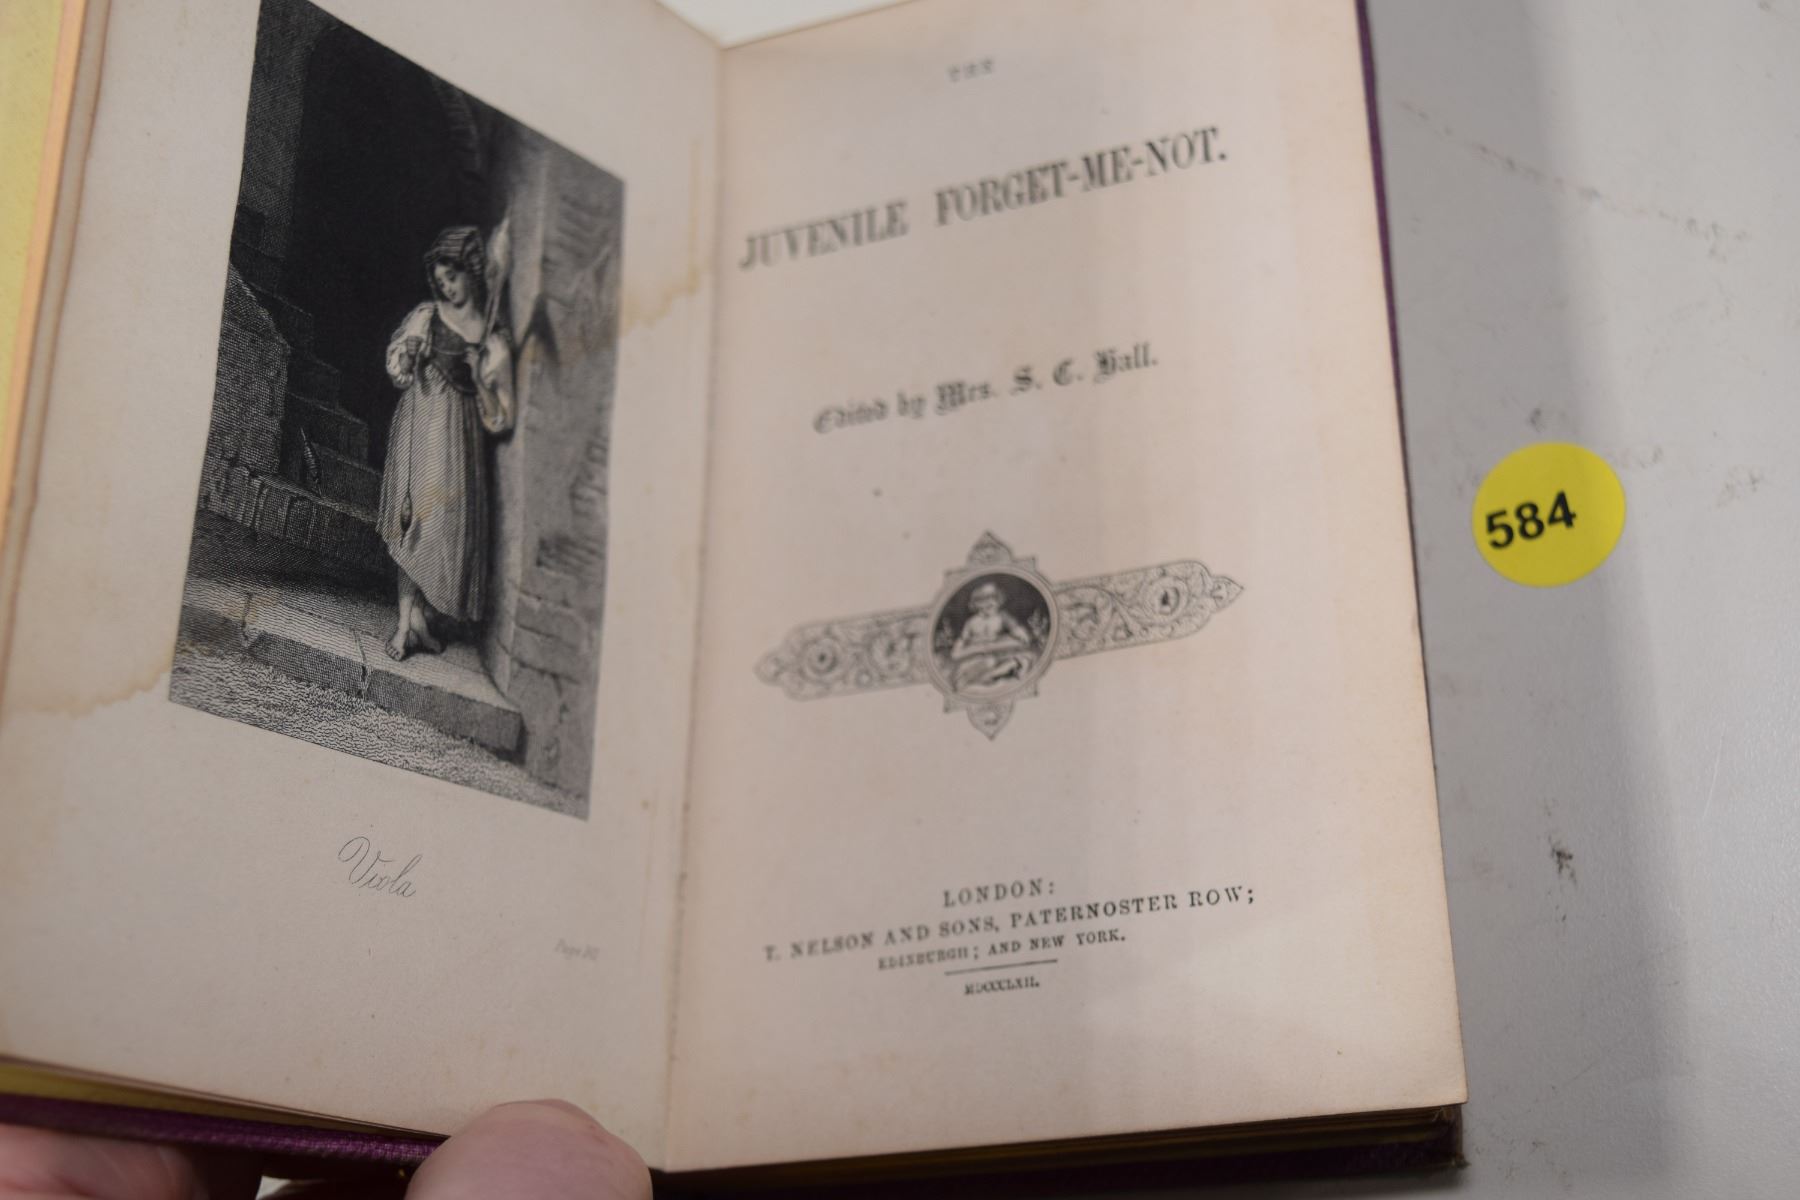 Viola
THE
JUVENILE FORGET-ME-NOT.
Edited by Mrs. S. C. Hall.
LONDON:
T. NELSON AND SONS, PATERNOSTER ROW;
EDINBURGH; AND NEW YORK.
MDCCCLXII.
584